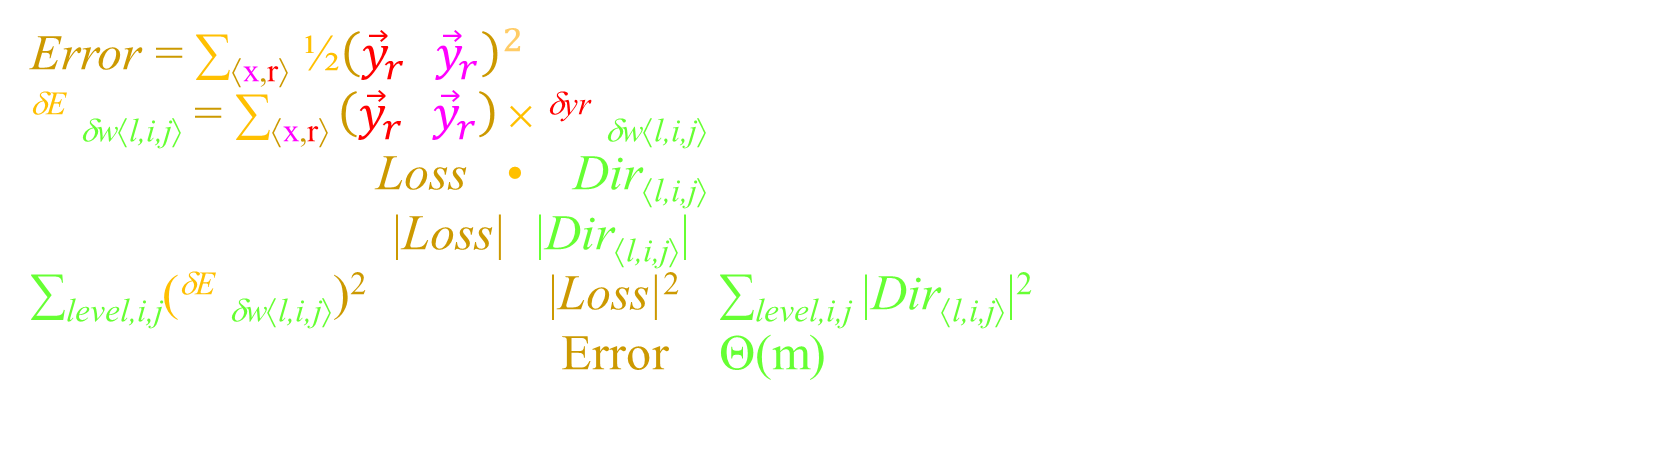 Error = ∑⟨x,r⟩ ½(y⃗r y⃗r)²
δE δw⟨l,i,j⟩ = ∑⟨x,r⟩ (y⃗r y⃗r) × δyr δw⟨l,i,j⟩
Loss • Dir⟨l,i,j⟩
|Loss| |Dir⟨l,i,j⟩|
∑level,i,j(δE δw⟨l,i,j⟩)² |Loss|² ∑level,i,j |Dir⟨l,i,j⟩|²
Error Θ(m)